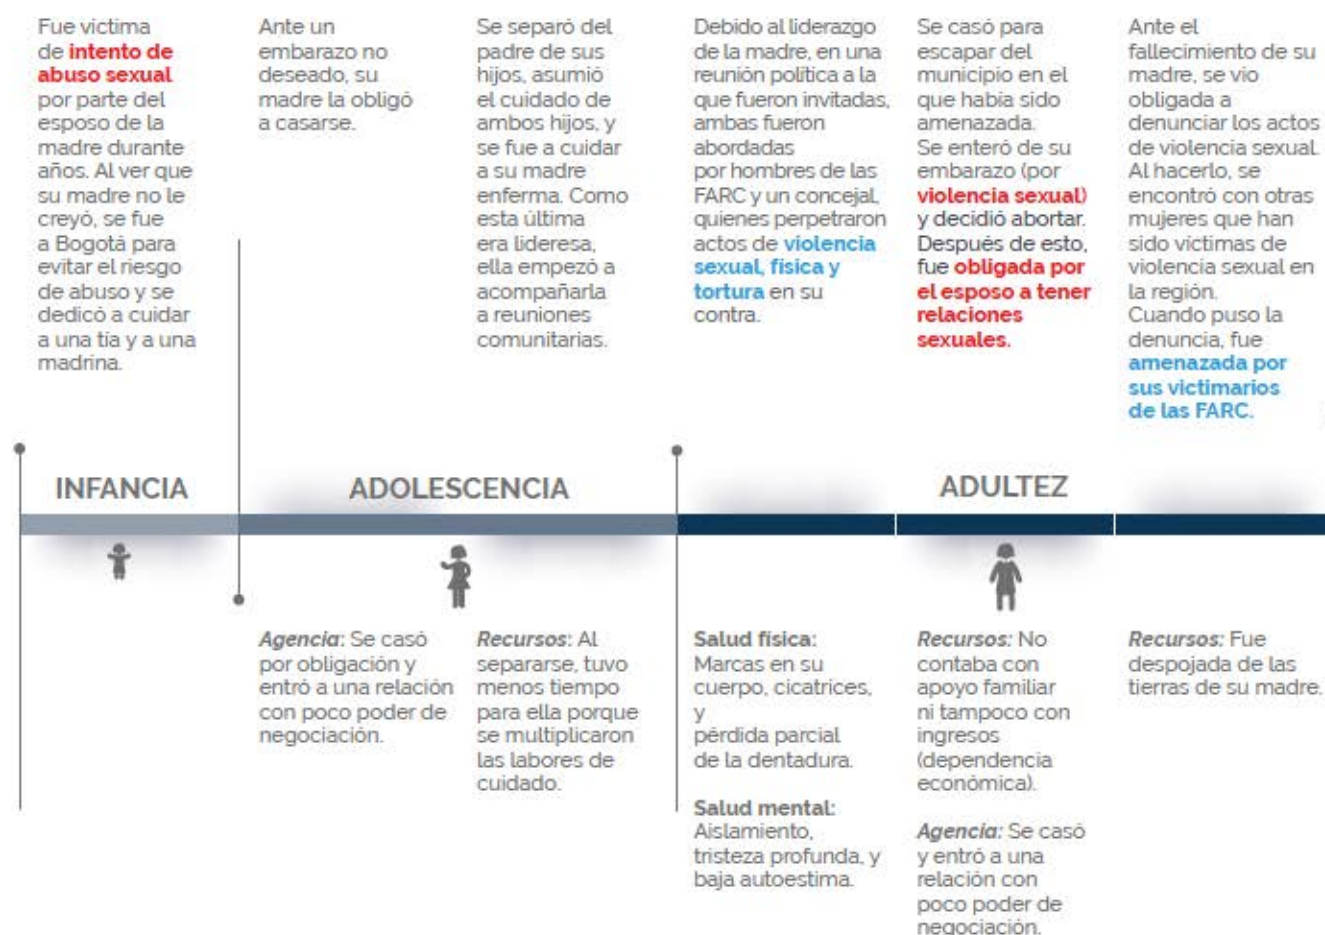 Fue víctima
de intento de
abuso sexual
por parte del
esposo de la
madre durante
años. Al ver que
su madre no le
creyó, se fue
a Bogotá para
evitar el riesgo
de abuso y se
dedicó a cuidar
a una tía y a una
madrina.
Ante un
embarazo no
deseado, su
madre la obligó
a casarse.
Se separó del
padre de sus
hijos, asumió
el cuidado de
ambos hijos, y
se fue a cuidar
a su madre
enferma. Como
esta última
era lideresa,
ella empezó a
acompañarla
a reuniones
comunitarias.
Debido al liderazgo
de la madre, en una
reunión política a la
que fueron invitadas,
ambas fueron
abordadas
por hombres de las
FARC y un concejal,
quienes perpetraron
actos de violencia
sexual, física y
tortura en su
contra.
Se casó para
escapar del
municipio en el
que había sido
amenazada.
Se enteró de su
embarazo (por
violencia sexual)
y decidió abortar.
Después de esto,
fue obligada por
el esposo a tener
relaciones
sexuales.
Ante el
fallecimiento de su
madre, se vio
obligada a
denunciar los actos
de violencia sexual.
Al hacerlo, se
encontró con otras
mujeres que han
sido víctimas de
violencia sexual en
la región.
Cuando puso la
denuncia, fue
amenazada por
sus victimarios
de las FARC.
INFANCIA
ADOLESCENCIA
ADULTEZ
Agencia: Se casó
por obligación y
entró a una relación
con poco poder de
negociación.
Recursos: Al
separarse, tuvo
menos tiempo
para ella porque
se multiplicaron
las labores de
cuidado.
Salud física:
Marcas en su
cuerpo, cicatrices,
y
pérdida parcial
de la dentadura.
Salud mental:
Aislamiento,
tristeza profunda, y
baja autoestima.
Recursos: No
contaba con
apoyo familiar
ni tampoco con
ingresos
(dependencia
económica).
Agencia: Se casó
y entró a una
relación con
poco poder de
negociación.
Recursos: Fue
despojada de las
tierras de su madre.